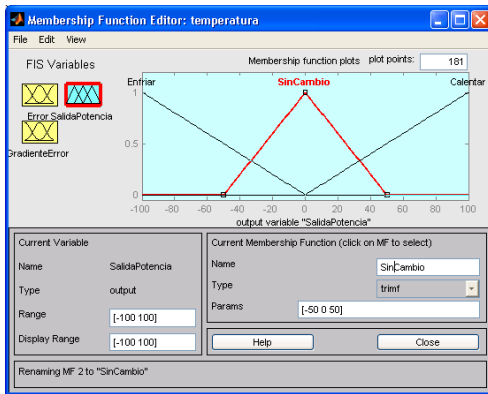 Membership Function Editor: temperatura
File Edit View
FIS Variables
Membership function plots plot points: 181
Enfriar SinCambio Calentar
1
0.5
0
-100 -80 -60 -40 -20 0 20 40 60 80 100
output variable "SalidaPotencia"
Error SalidaPotencia
GradienteError
Current Variable
Name SalidaPotencia
Type output
Range [-100 100]
Display Range [-100 100]
Current Membership Function (click on MF to select)
Name SinCambio
Type trimf
Params [-50 0 50]
Help Close
Renaming MF 2 to "SinCambio"